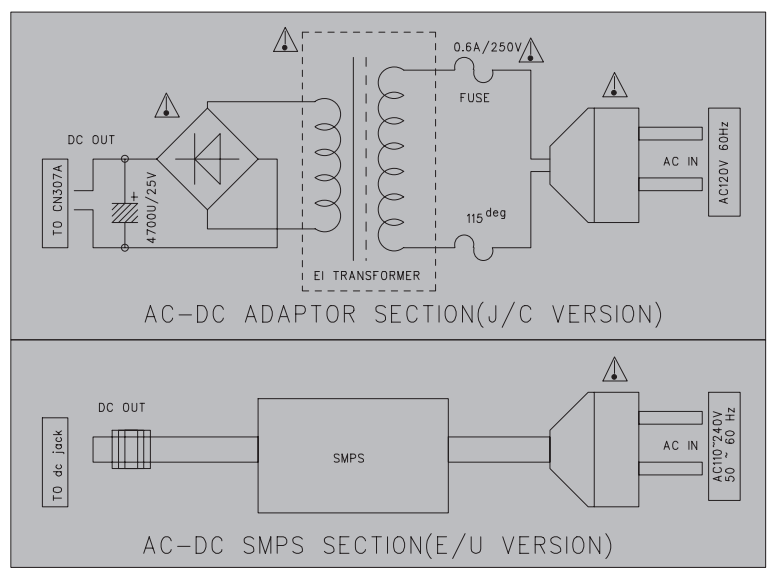 0.6A/250V
FUSE
DC OUT
AC IN
AC120V 60Hz
TO CN307A
+
4700U/25V
115deg
EI TRANSFORMER
AC-DC ADAPTOR SECTION(J/C VERSION)
DC OUT
TO dc jack
SMPS
AC IN
AC110~240V
50 ~ 60 Hz
AC-DC SMPS SECTION(E/U VERSION)